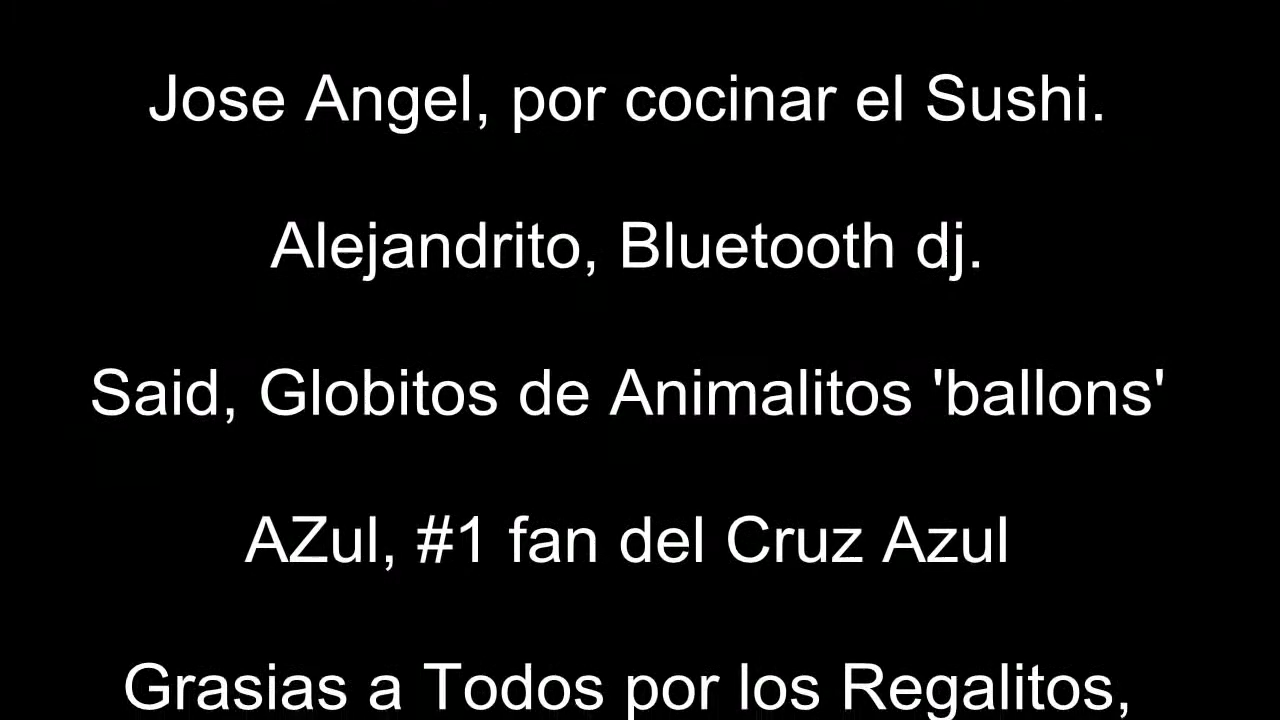 Jose Angel, por cocinar el Sushi.
Alejandrito, Bluetooth dj.
Said, Globitos de Animalitos 'ballons'
AZul, #1 fan del Cruz Azul
Grasias a Todos por los Regalitos,